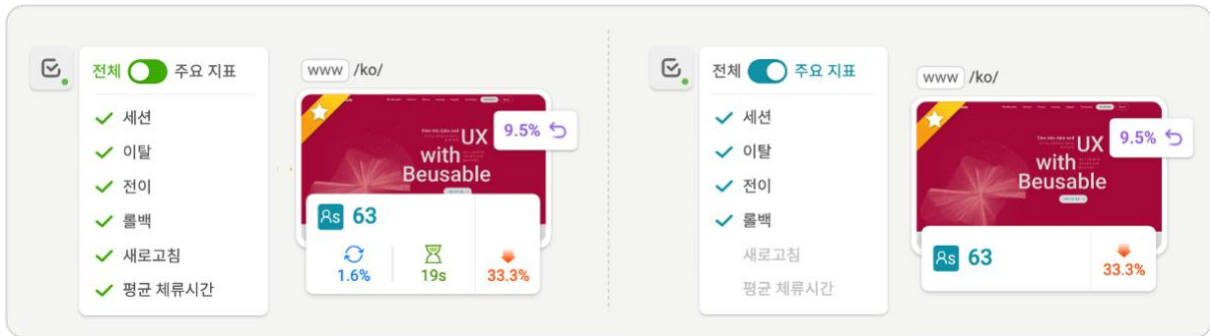 전체 주요 지표
세션
이탈
전이
롤백
새로고침
평균 체류시간
www /ko/
UX
with
Beusable
9.5%
As 63
1.6% 19s 33.3%
전체 주요 지표
세션
이탈
전이
롤백
새로고침
평균 체류시간
www /ko/
UX
with
Beusable
9.5%
As 63
33.3%